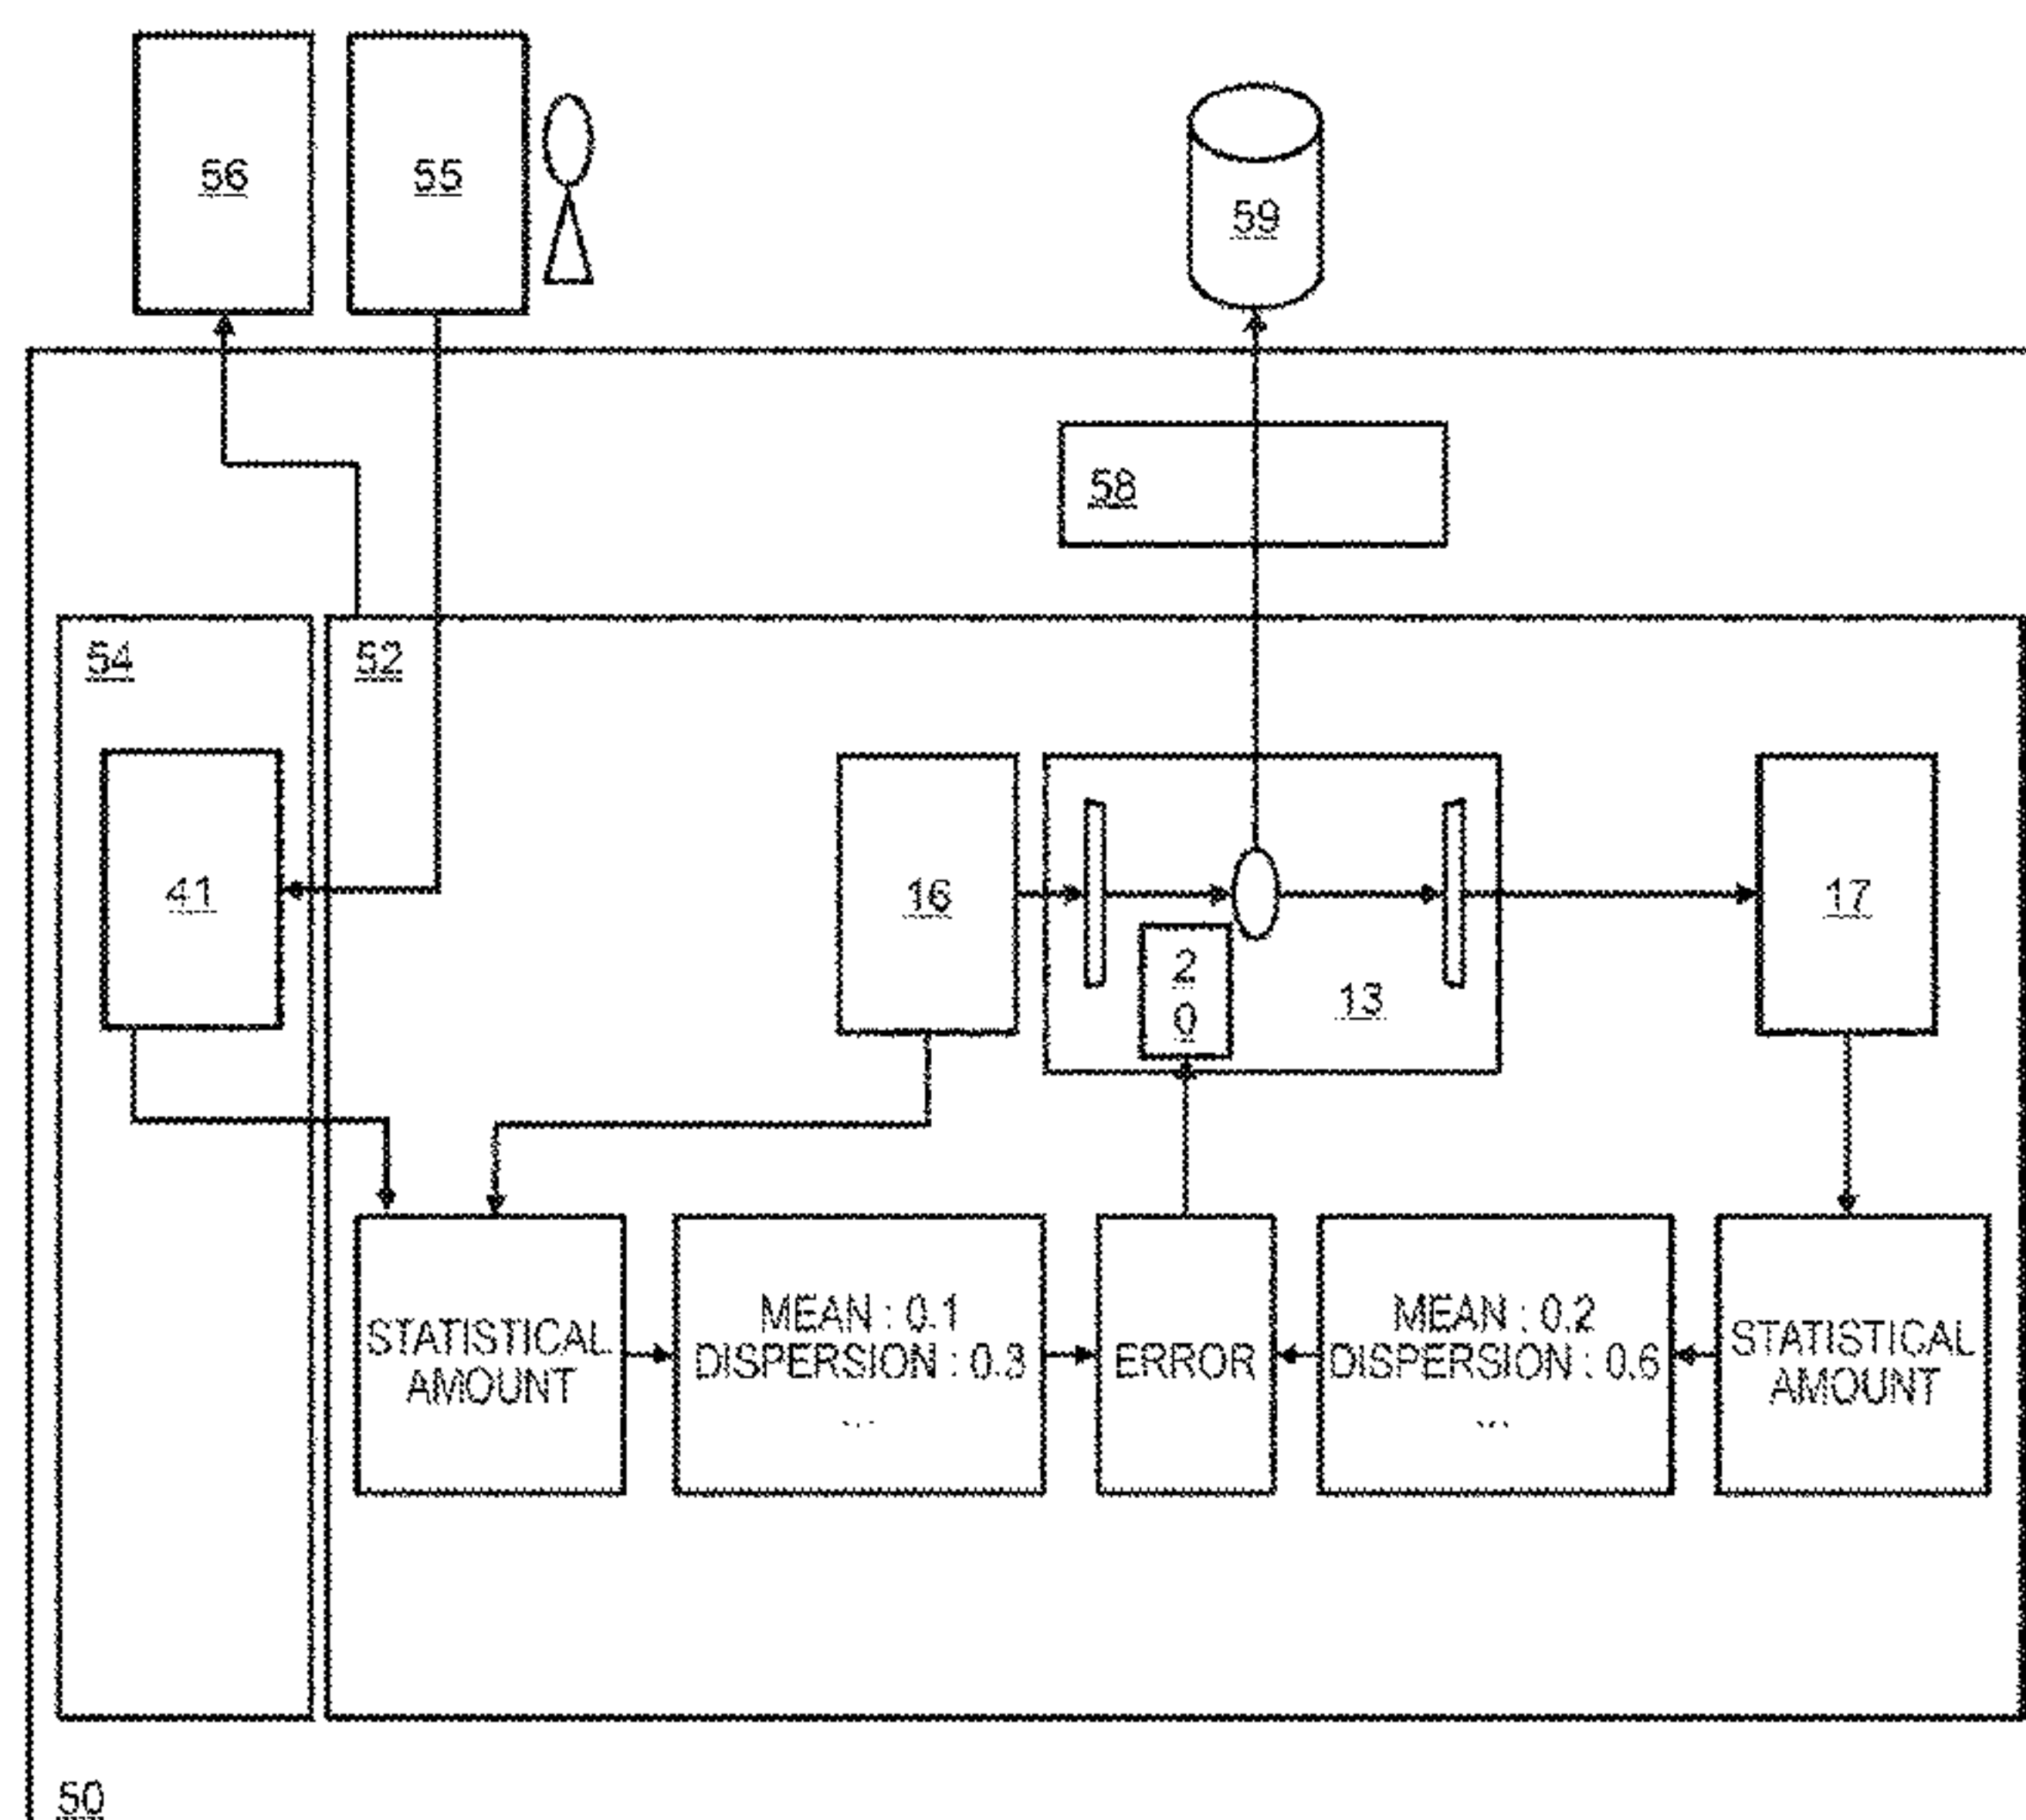 56
55
59
58
54
52
41
16
2
0
13
17
STATISTICAL
AMOUNT
MEAN : 0.1
DISPERSION : 0.3
...
ERROR
MEAN : 0.2
DISPERSION : 0.6
...
STATISTICAL
AMOUNT
50